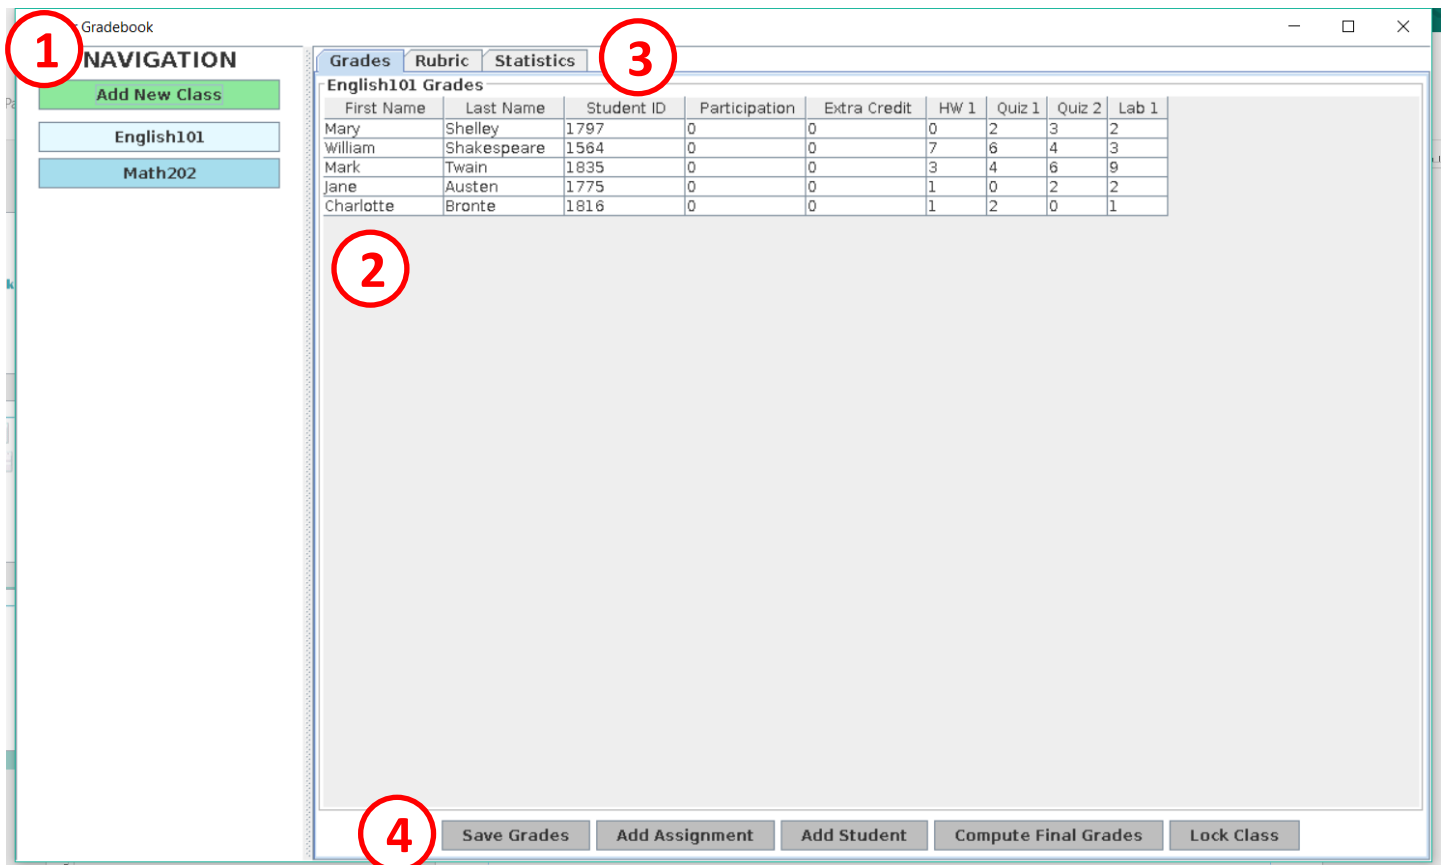 Gradebook
1
NAVIGATION
Add New Class
English101
Math202
Grades Rubric Statistics
3
English101 Grades
First Name Last Name Student ID Participation Extra Credit HW 1 Quiz 1 Quiz 2 Lab 1
Mary Shelley 1797 0 0 0 2 3 2
William Shakespeare 1564 0 0 7 6 4 3
Mark Twain 1835 0 0 3 4 6 9
Jane Austen 1775 0 0 1 0 2 2
Charlotte Bronte 1816 0 0 1 2 0 1
2
4
Save Grades Add Assignment Add Student Compute Final Grades Lock Class